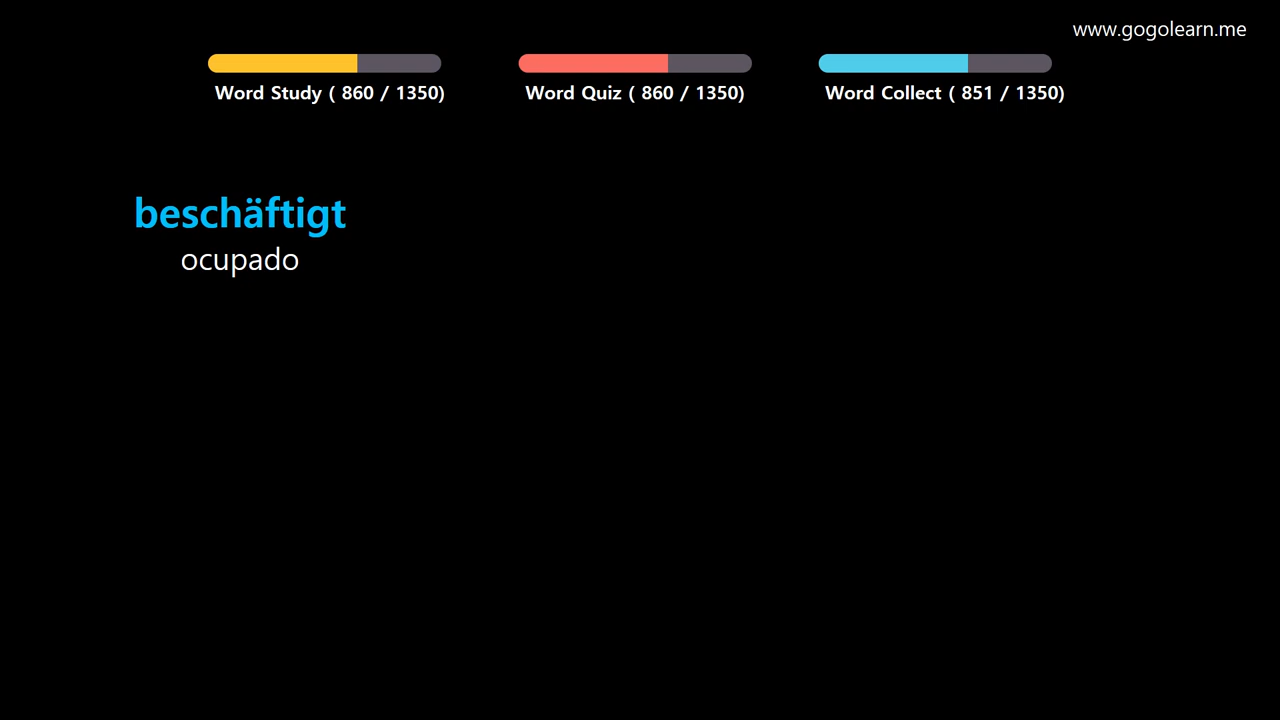 www.gogolearn.me
Word Study ( 860 / 1350)
Word Quiz ( 860 / 1350)
Word Collect ( 851 / 1350)
beschäftigt
ocupado